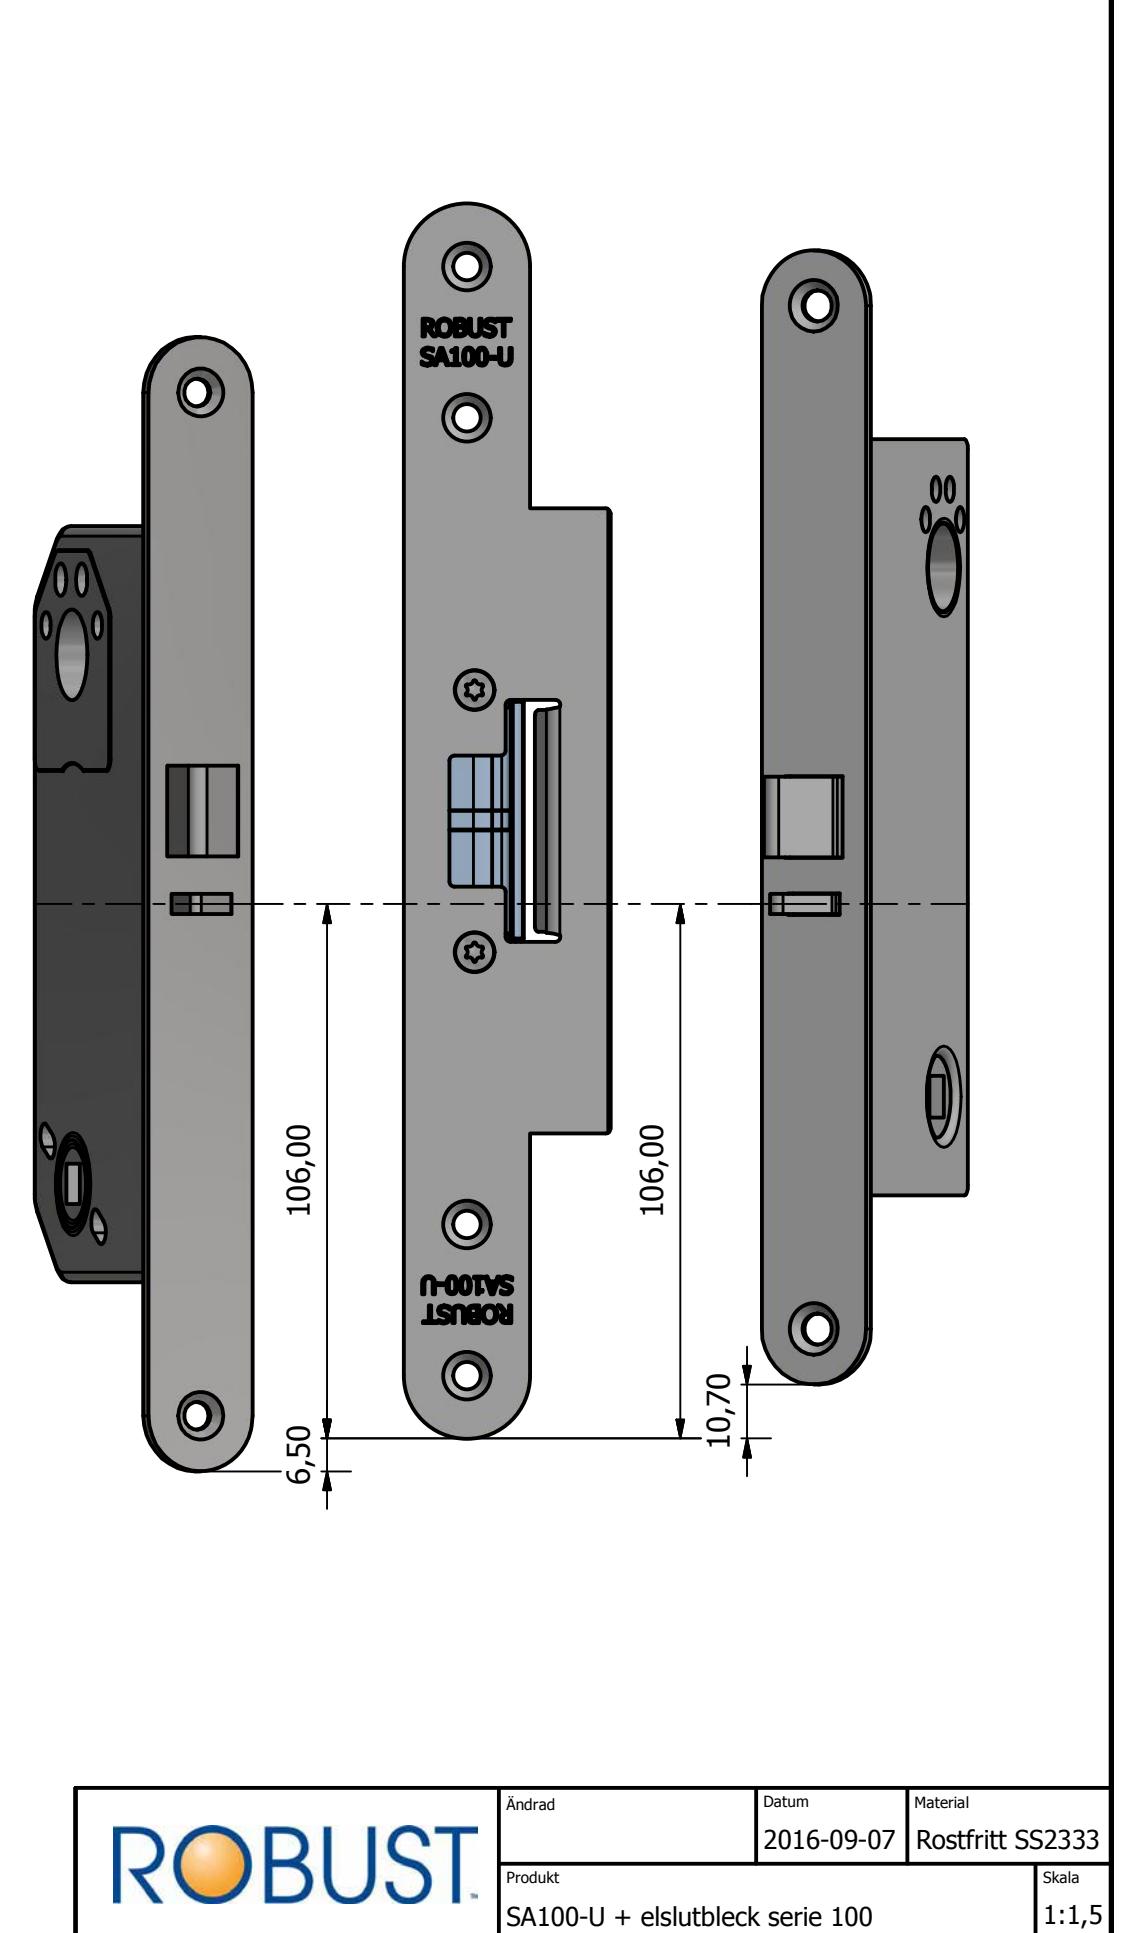 ROBUST
SA100-U
106,00
106,00
SA100-U
ROBUST
10,70
6,50
ROBUST
Ändrad
Datum
2016-09-07
Material
Rostfritt SS2333
Produkt
SA100-U + elslutbleck serie 100
Skala
1:1,5